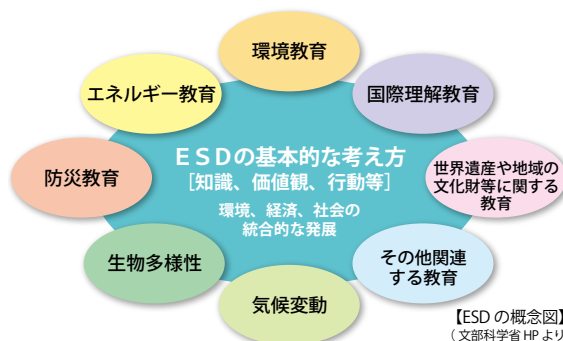 環境教育
エネルギー教育
国際理解教育
ESDの基本的な考え方
[知識、価値観、行動等]
環境、経済、社会の
統合的な発展
防災教育
世界遺産や地域の
文化財等に関する
教育
生物多様性
その他関連
する教育
気候変動
【ESDの概念図】
(文部科学省HPより